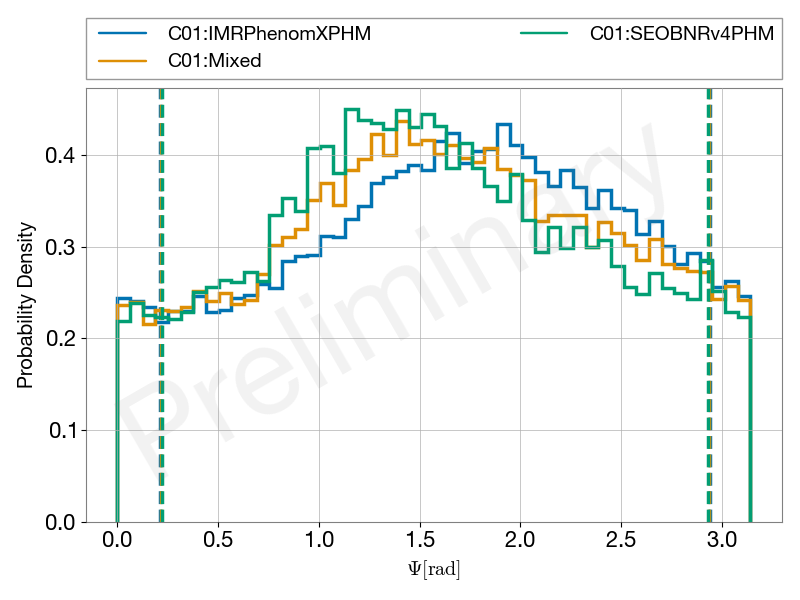 C01:IMRPhenomXPHM
C01:Mixed
C01:SEOBNRv4PHM
Preliminary
Probability Density
0.4
0.3
0.2
0.1
0.0
0.0 0.5 1.0 1.5 2.0 2.5 3.0
Ψ[rad]